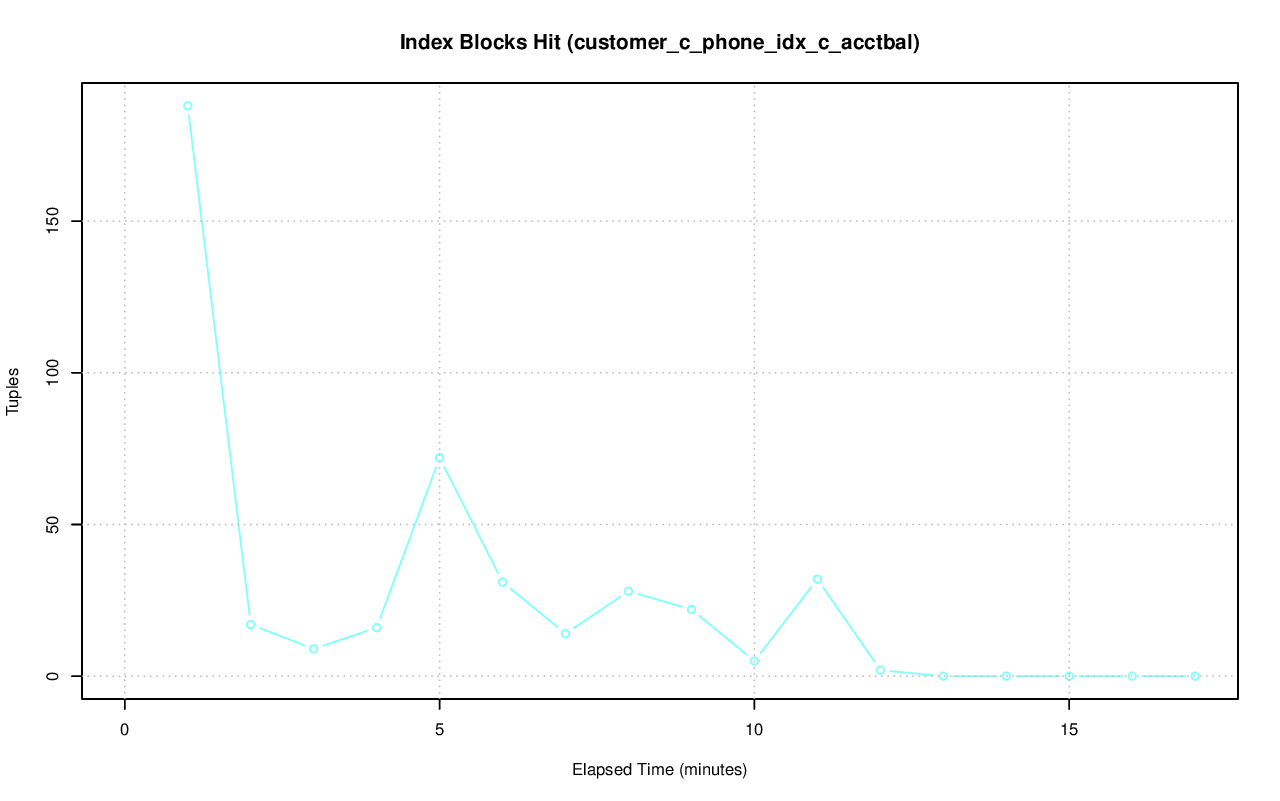 Index Blocks Hit (customer_c_phone_idx_c_acctbal)
Tuples
150
100
50
0
0 5 10 15
Elapsed Time (minutes)